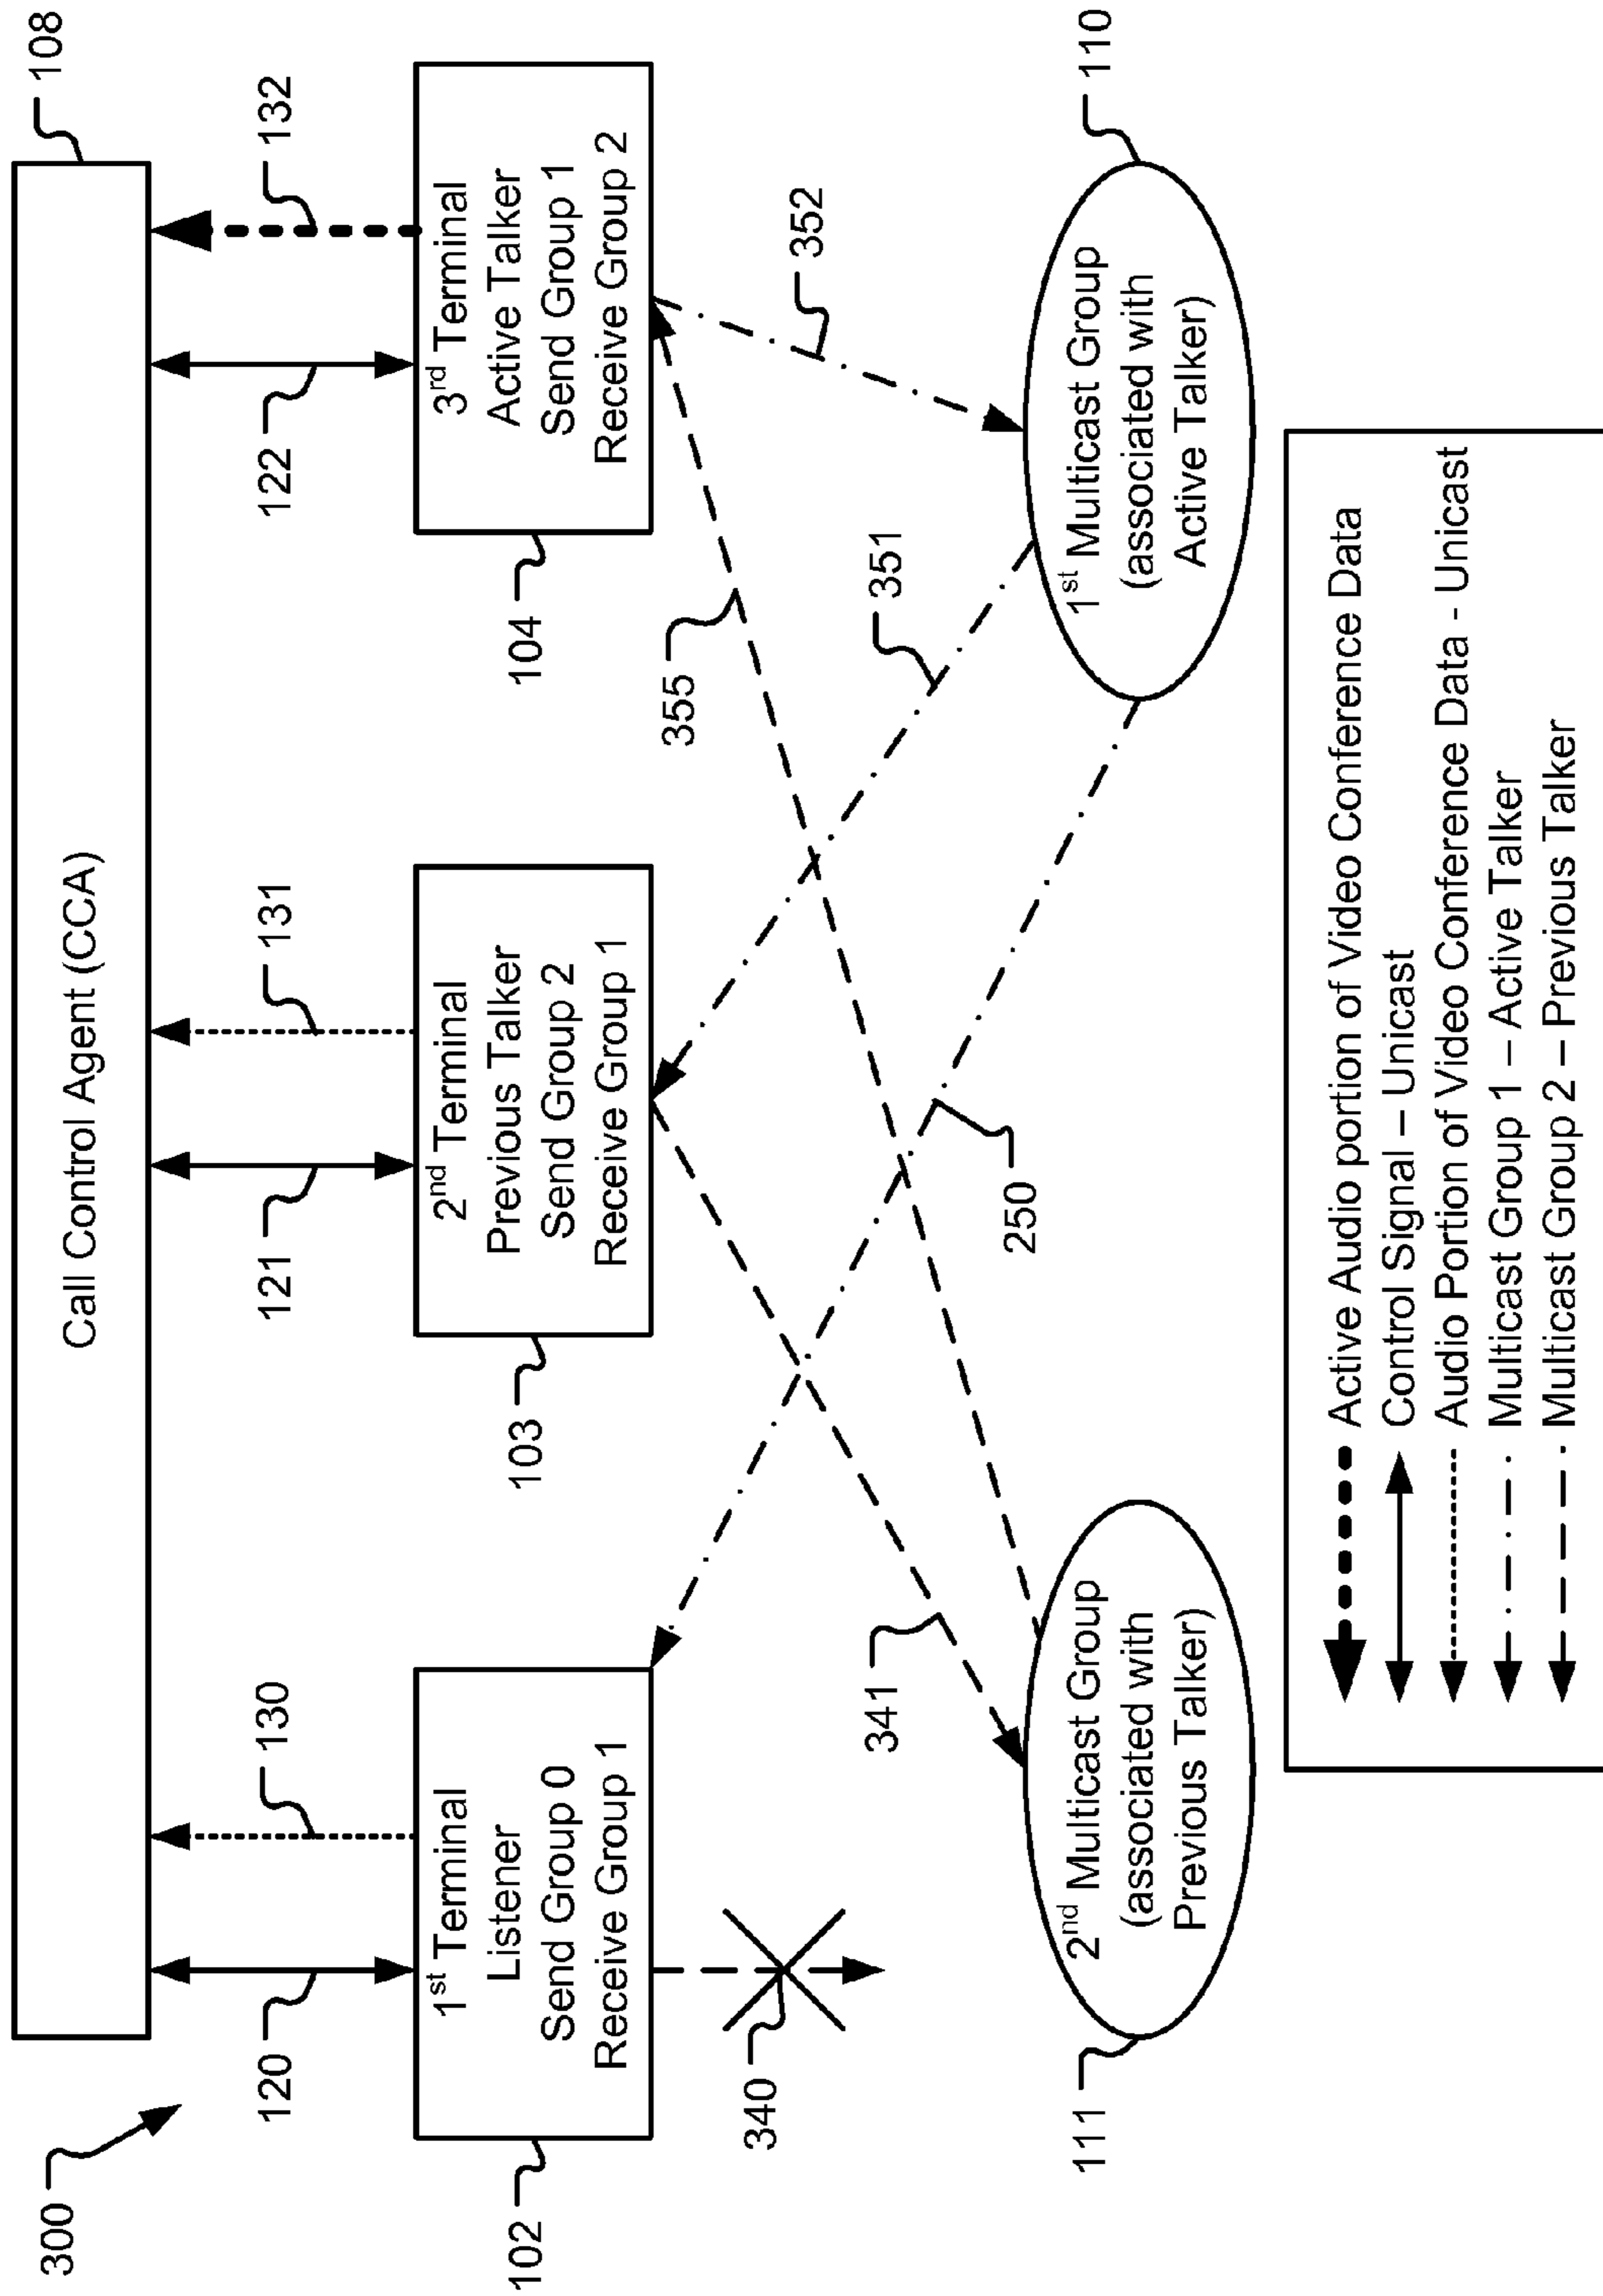 300
Call Control Agent (CCA)
108
120
130
121
131
122
132
1st Terminal
Listener
Send Group 0
Receive Group 1
102
2nd Terminal
Previous Talker
Send Group 2
Receive Group 1
103
3rd Terminal
Active Talker
Send Group 1
Receive Group 2
104
340
341
355
351
352
250
2nd Multicast Group
(associated with
Previous Talker)
111
1st Multicast Group
(associated with
Active Talker)
110
Active Audio portion of Video Conference Data
Control Signal – Unicast
Audio Portion of Video Conference Data - Unicast
Multicast Group 1 – Active Talker
Multicast Group 2 – Previous Talker